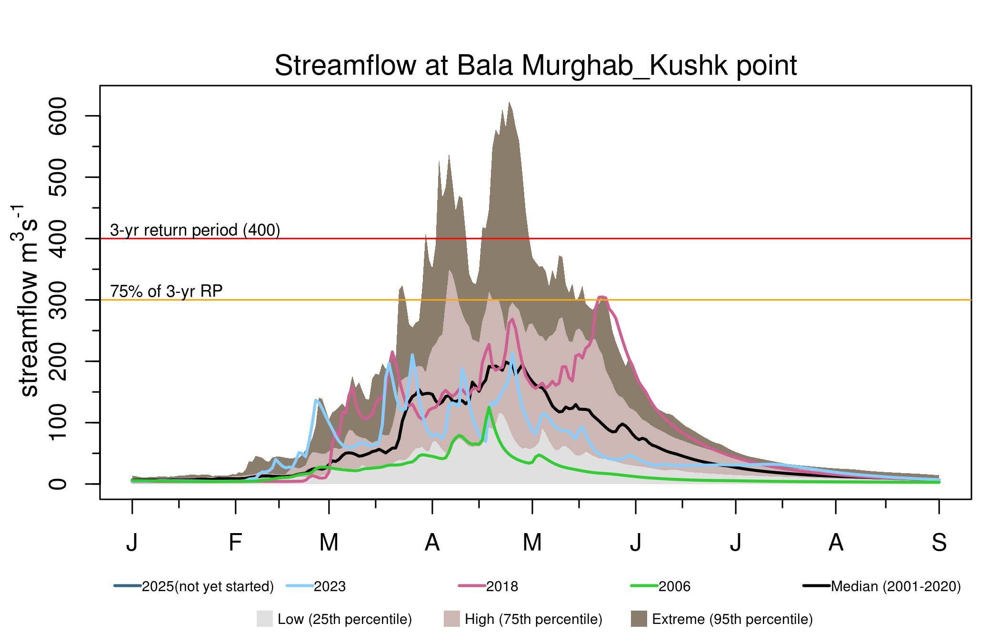 Streamflow at Bala Murghab_Kushk point
streamflow m³s⁻¹
600
500
400
300
200
100
0
3-yr return period (400)
75% of 3-yr RP
J F M A M J J A S
2025(not yet started) 2023 2018 2006 Median (2001-2020)
Low (25th percentile) High (75th percentile) Extreme (95th percentile)